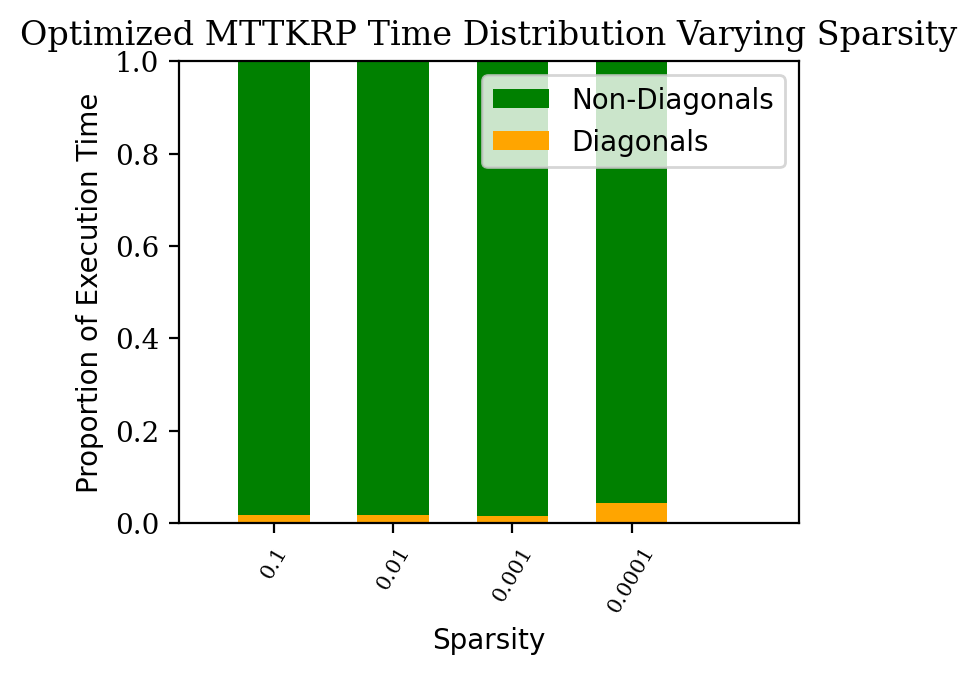 Optimized MTTKRP Time Distribution Varying Sparsity
Proportion of Execution Time
1.0
0.8
0.6
0.4
0.2
0.0
Non-Diagonals
Diagonals
0.1
0.01
0.001
0.0001
Sparsity